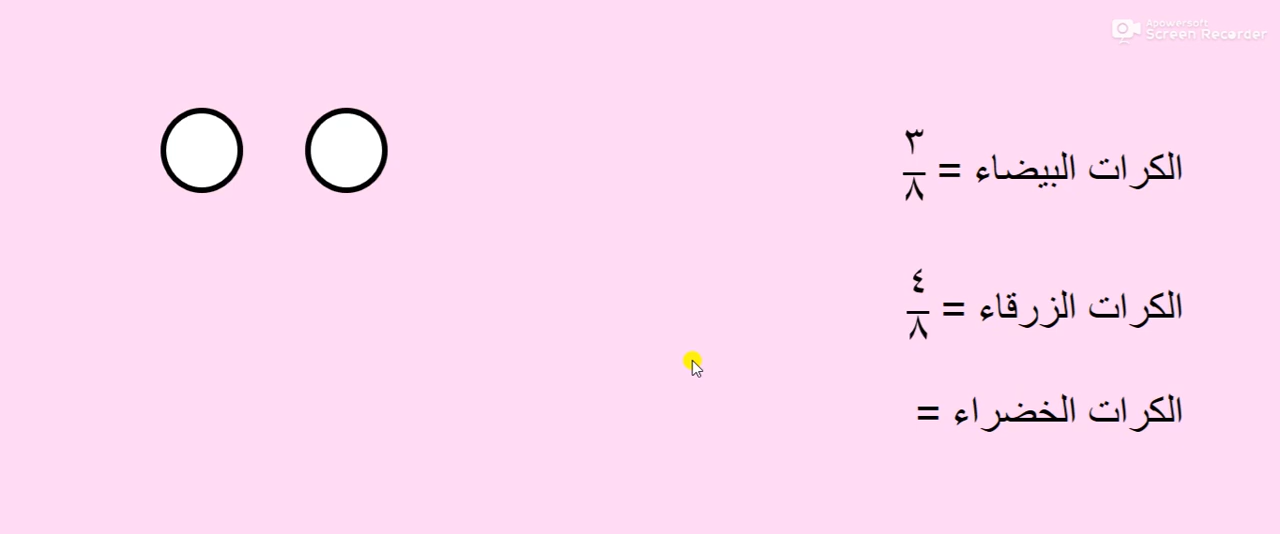 Apowersoft
Screen Recorder
الكرات البيضاء = ٣/٨
الكرات الزرقاء = ٤/٨
الكرات الخضراء =